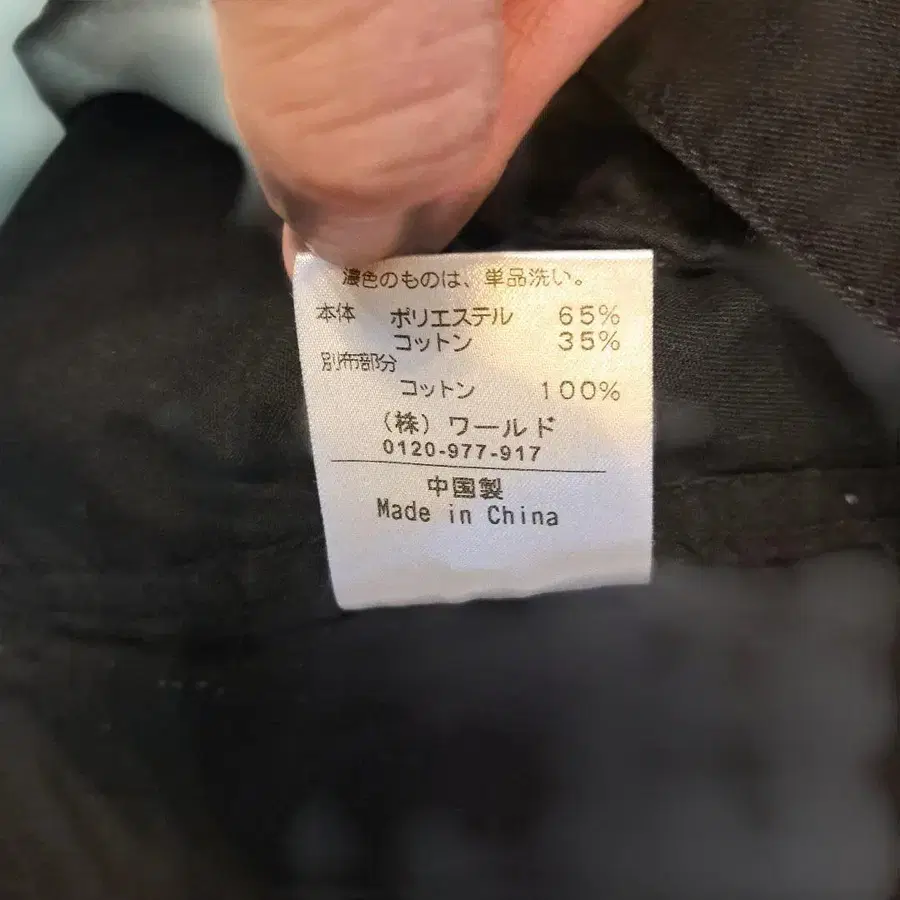 濃色のものは、単品洗い。
本体 ポリエステル 65%
コットン 35%
別布部分
コットン 100%
(株)ワールド
0120-977-917
中国製
Made in China